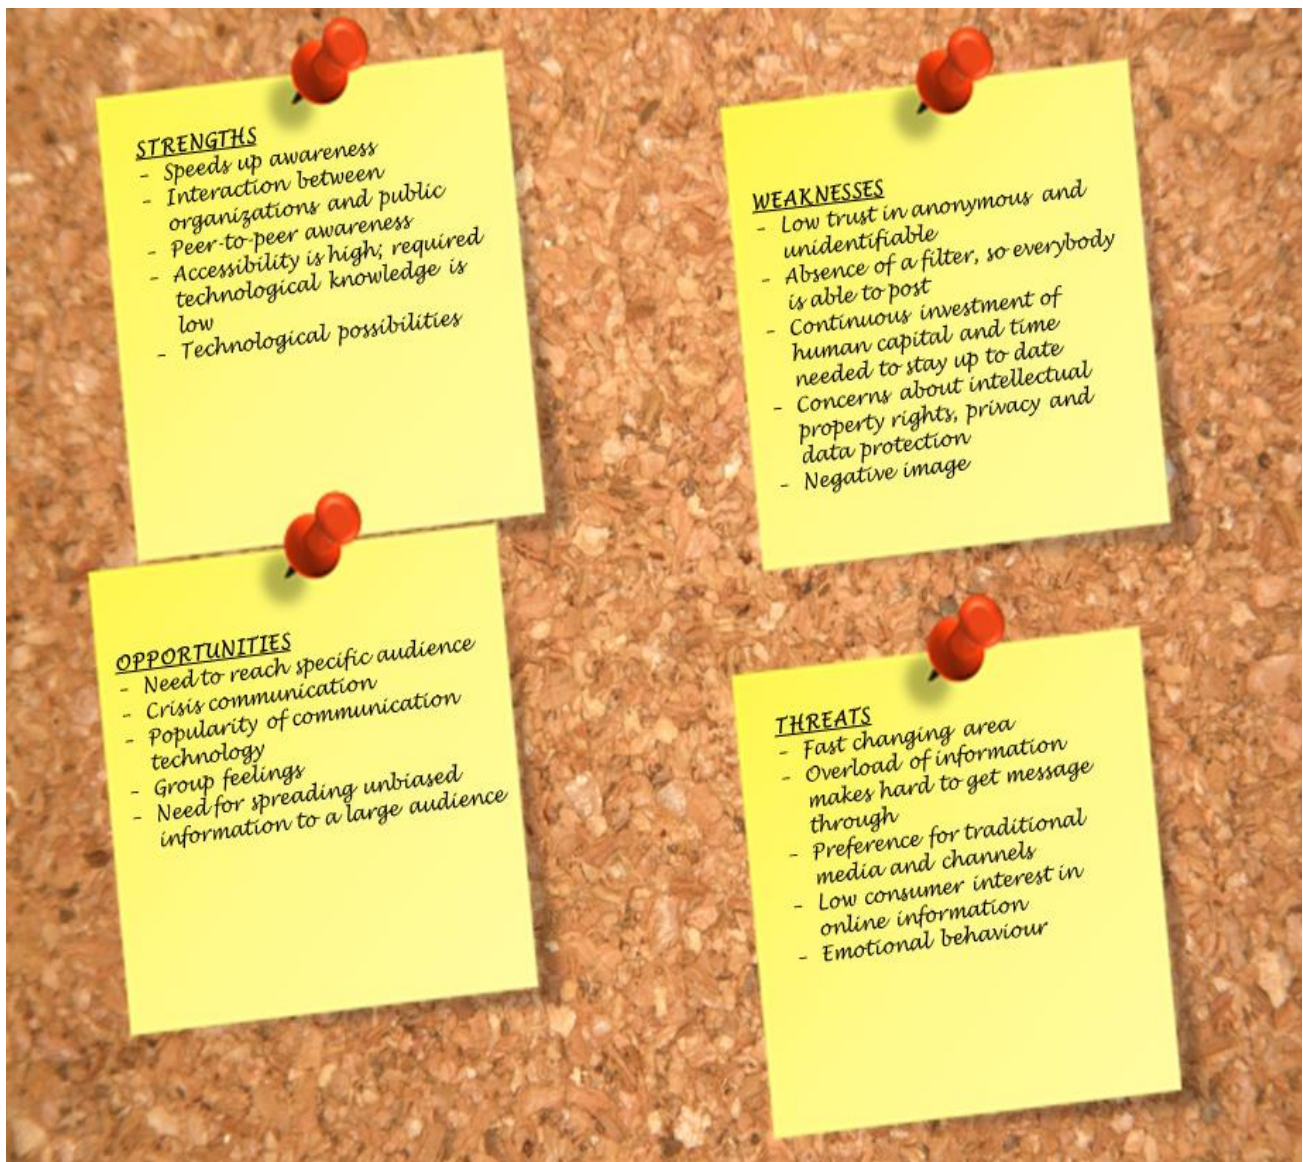 STRENGTHS
- Speeds up awareness
- Interaction between
organizations and public
- Peer-to-peer awareness
- Accessibility is high; required
technological knowledge is
low
- Technological possibilities
WEAKNESSES
- Low trust in anonymous and
unidentifiable
- Absence of a filter, so everybody
is able to post
- Continuous investment of
human capital and time
needed to stay up to date
- Concerns about intellectual
property rights, privacy and
data protection
- Negative image
OPPORTUNITIES
- Need to reach specific audience
- Crisis communication
- Popularity of communication
technology
- Group feelings
- Need for spreading unbiased
information to a large audience
THREATS
- Fast changing area
- Overload of information
makes hard to get message
through
- Preference for traditional
media and channels
- Low consumer interest in
online information
- Emotional behaviour